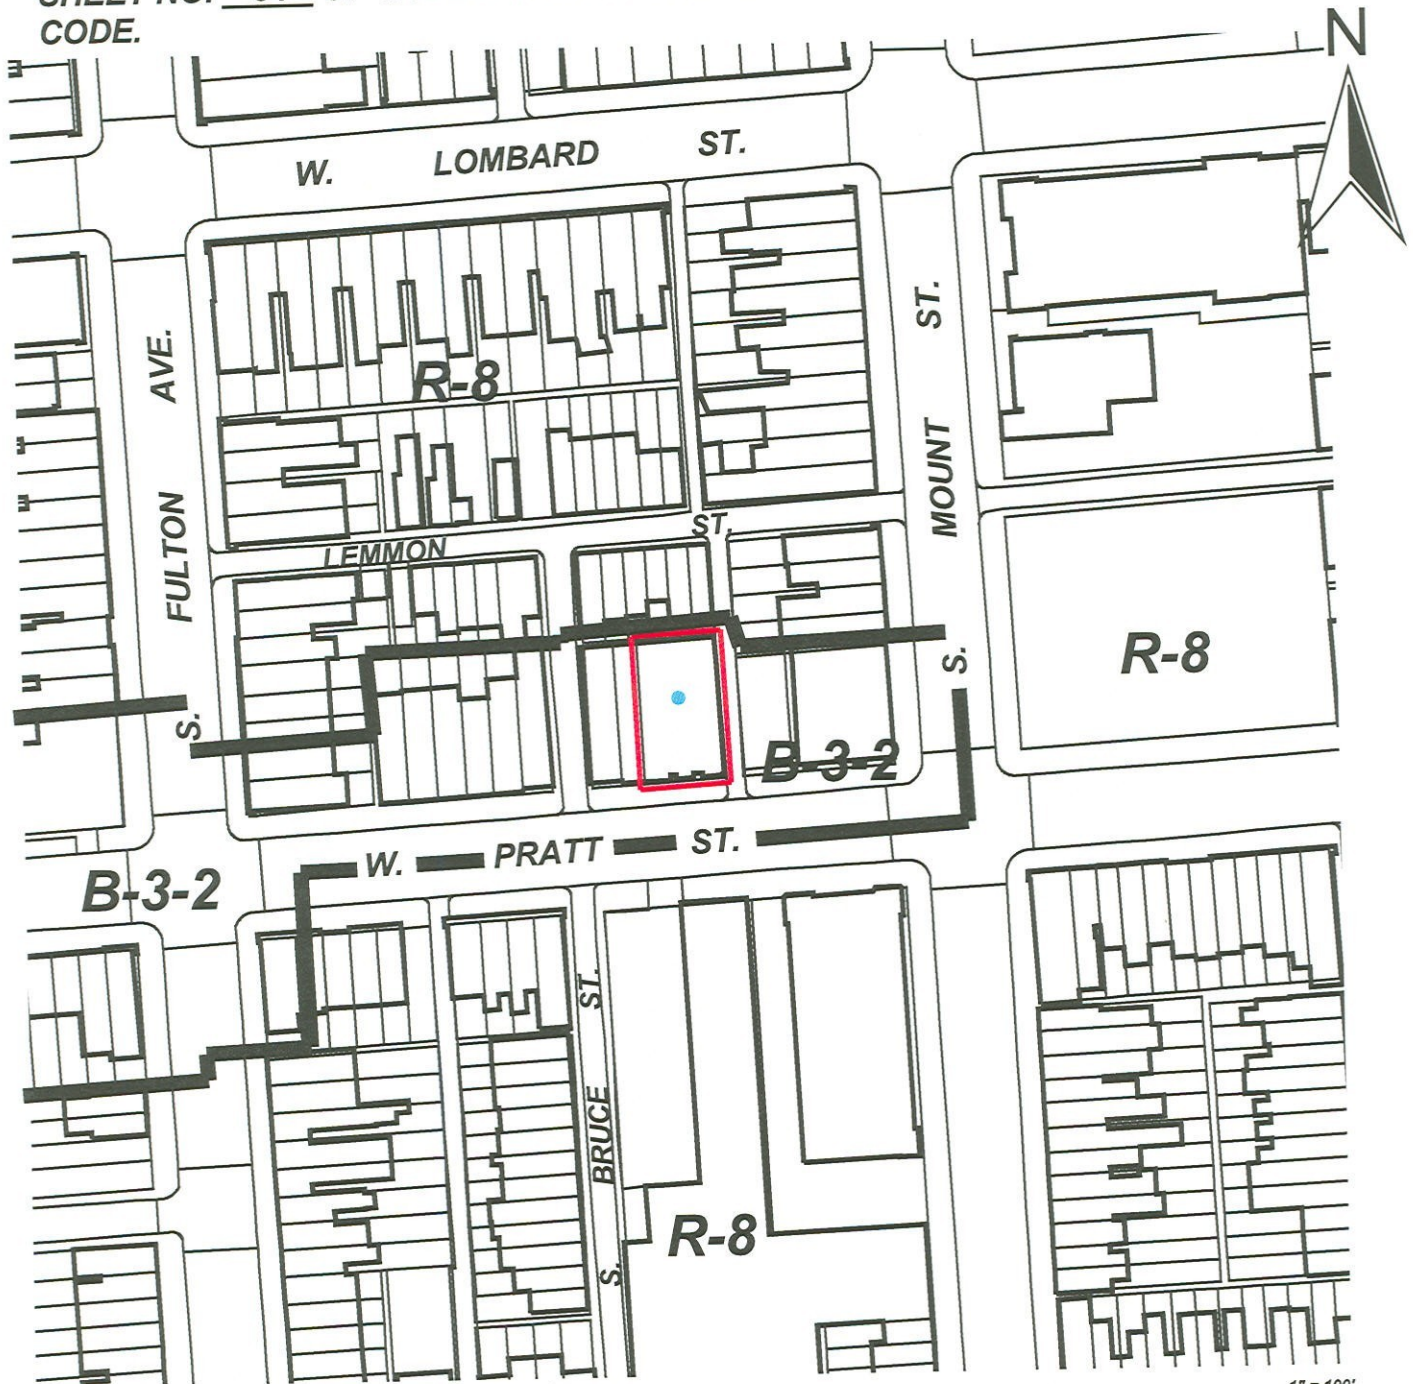 CODE.
N
W. LOMBARD ST.
S. FULTON AVE.
R-8
S. MOUNT ST.
LEMMON ST.
R-8
B-3-2
W. PRATT ST.
B-3-2
S. BRUCE ST.
R-8